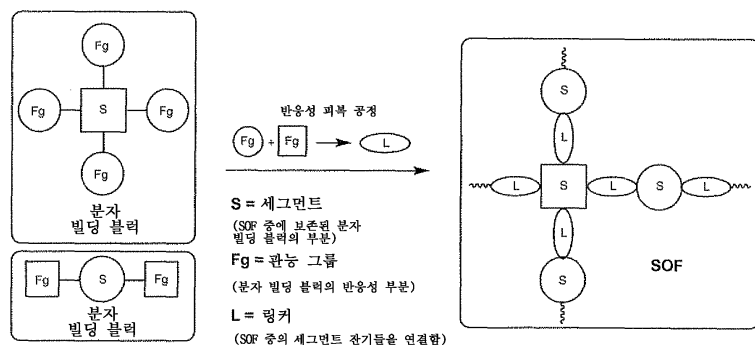 Fg
Fg S Fg
Fg
분자
빌딩 블럭
Fg S Fg
분자
빌딩 블럭
반응성 피복 공정
Fg + Fg L
S = 세그먼트
(SOF 중에 보존된 분자
빌딩 블럭의 부분)
Fg = 관능 그룹
(분자 빌딩 블럭의 반응성 부분)
L = 링커
(SOF 중의 세그먼트 잔기들을 연결함)
S
L
L S L S L
L
S
SOF